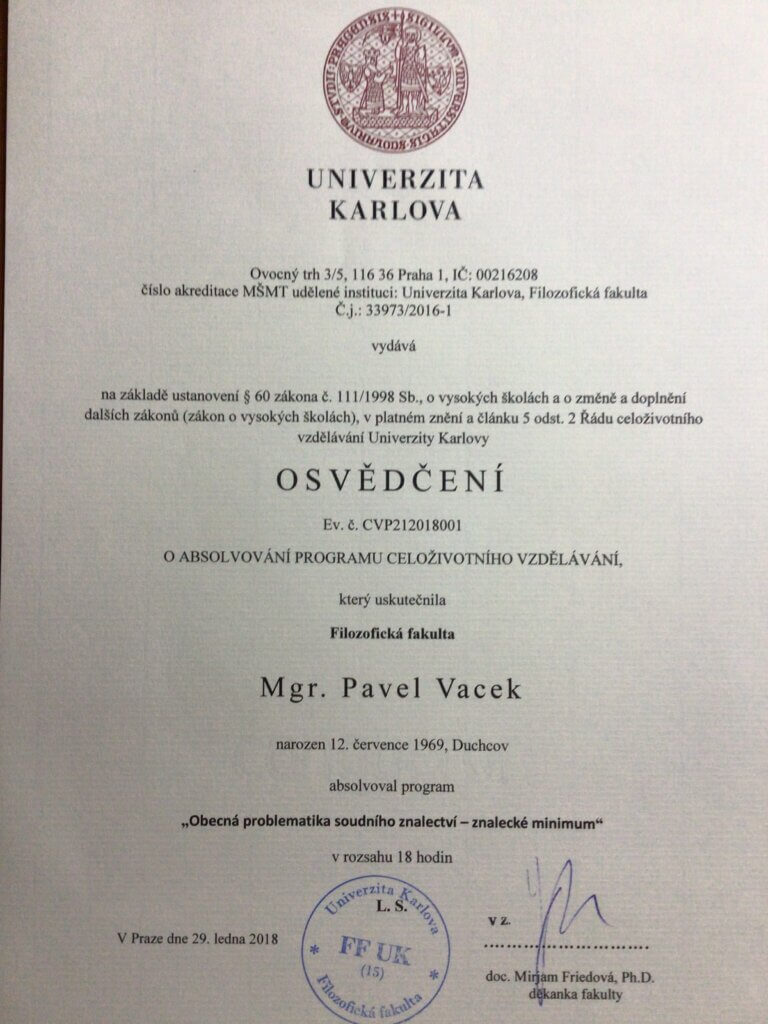 SIGILLVM VNIVERSITATIS SCOLARIVM STVDII PRAGENSIS
UNIVERZITA
KARLOVA
Ovocný trh 3/5, 116 36 Praha 1, IČ: 00216208
číslo akreditace MŠMT udělené instituci: Univerzita Karlova, Filozofická fakulta
Č.j.: 33973/2016-1
vydává
na základě ustanovení § 60 zákona č. 111/1998 Sb., o vysokých školách a o změně a doplnění
dalších zákonů (zákon o vysokých školách), v platném znění a článku 5 odst. 2 Řádu celoživotního
vzdělávání Univerzity Karlovy
OSVĚDČENÍ
Ev. č. CVP212018001
O ABSOLVOVÁNÍ PROGRAMU CELOŽIVOTNÍHO VZDĚLÁVÁNÍ,
který uskutečnila
Filozofická fakulta
Mgr. Pavel Vacek
narozen 12. července 1969, Duchcov
absolvoval program
„Obecná problematika soudního znalectví – znalecké minimum“
v rozsahu 18 hodin
Univerzita Karlova
L. S.
FF UK
(15)
* Filozofická fakulta *
V Praze dne 29. ledna 2018
v z.
doc. Mirjam Friedová, Ph.D.
děkanka fakulty